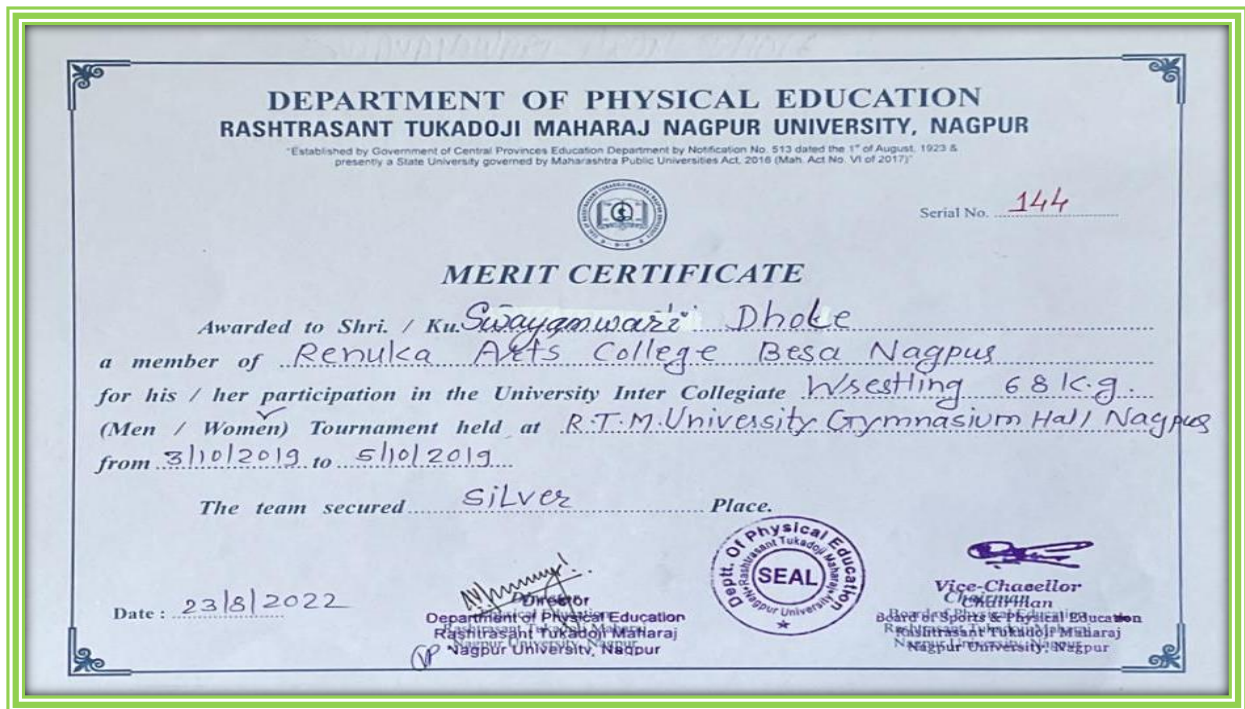 DEPARTMENT OF PHYSICAL EDUCATION
RASHTRASANT TUKADOJI MAHARAJ NAGPUR UNIVERSITY, NAGPUR
"Established by Government of Central Provinces Education Department by Notification No. 513 dated the 1st of August, 1923 &
presently a State University governed by Maharashtra Public Universities Act, 2016 (Mah. Act No. VI of 2017)"
Serial No. 144
MERIT CERTIFICATE
Awarded to Shri. / Ku. Swayamwari Dhoke
a member of Renuka Arts College Besa Nagpur
for his / her participation in the University Inter Collegiate Wrestling 68 K.g.
(Men / Women) Tournament held at R.T.M. University Gymnasium Hall Nagpur
from 3/10/2019 to 5/10/2019
The team secured Silver Place.
Deptt. Of Physical Education
Rashtrasant Tukadoji Maharaj
Nagpur University
SEAL
Date : 23/8/2022
Director
Department of Physical Education
Rashtrasant Tukadoji Maharaj
Nagpur University, Nagpur
Vice-Chacellor
Chairman
Board of Sports & Physical Education
Rashtrasant Tukadoji Maharaj
Nagpur University, Nagpur